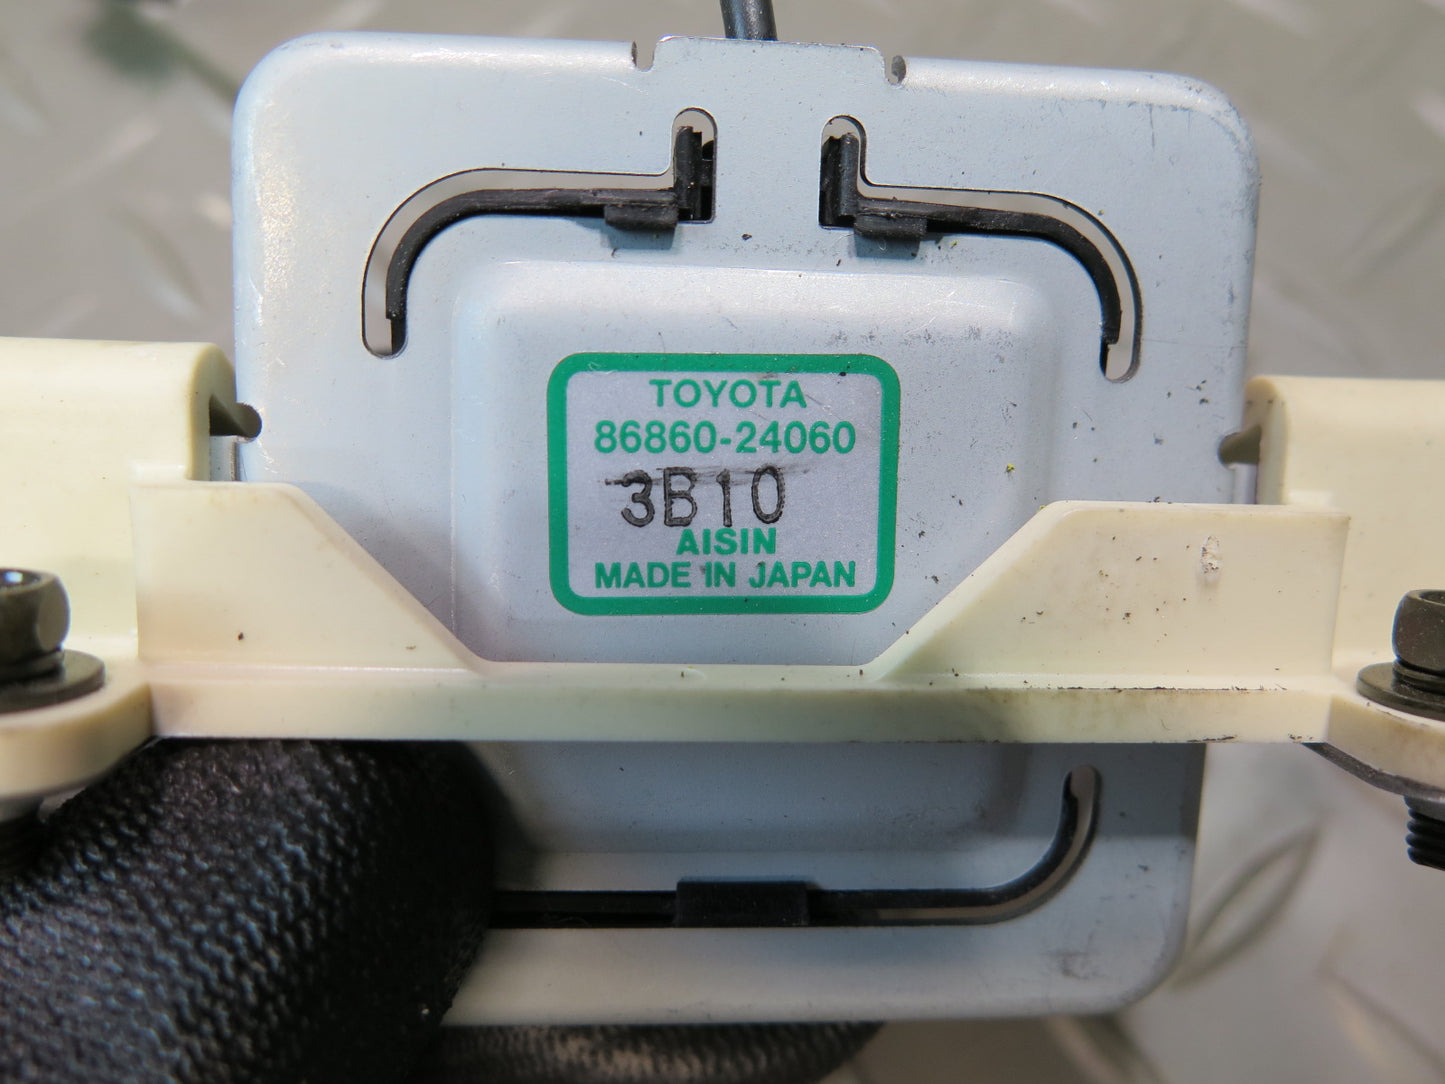 TOYOTA
86860-24060
3B10
AISIN
MADE IN JAPAN